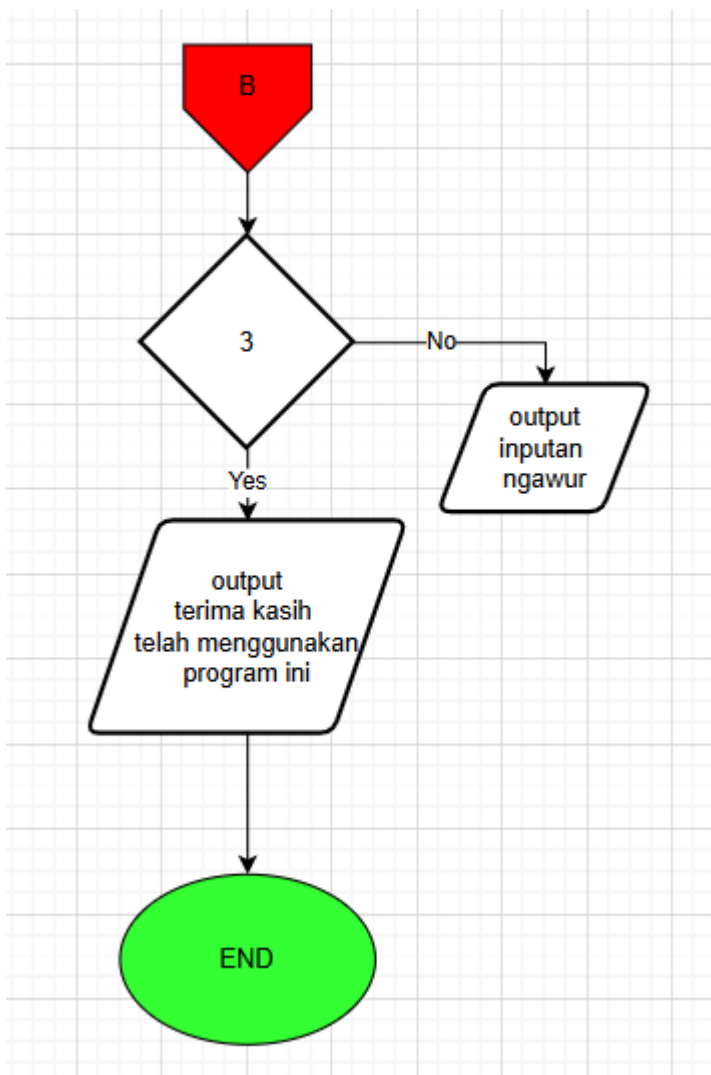 B
3
No
output
inputan
ngawur
Yes
output
terima kasih
telah menggunakan
program ini
END